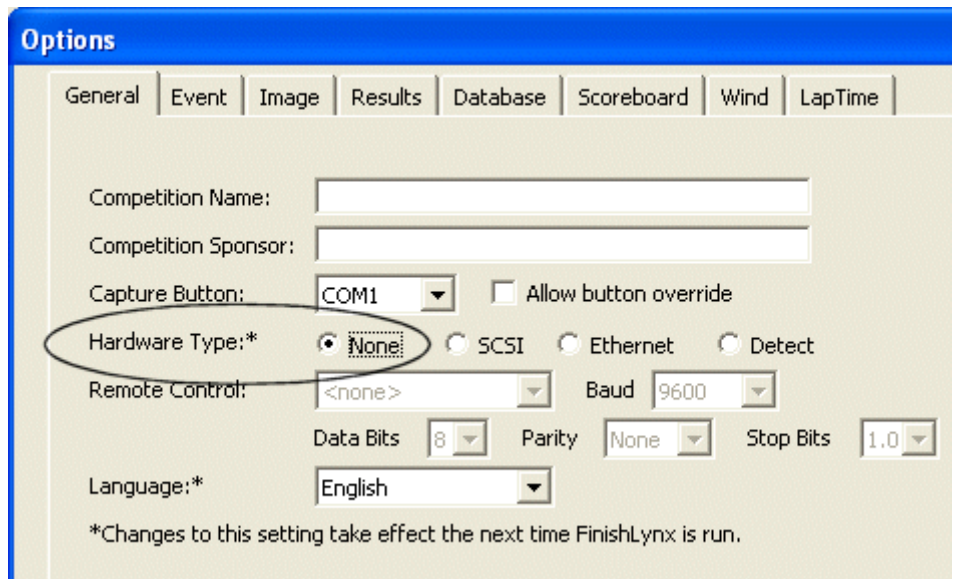 Options
General Event Image Results Database Scoreboard Wind LapTime
Competition Name:
Competition Sponsor:
Capture Button: COM1 Allow button override
Hardware Type:* None SCSI Ethernet Detect
Remote Control: <none> Baud 9600
Data Bits 8 Parity None Stop Bits 1.0
Language:* English
*Changes to this setting take effect the next time FinishLynx is run.